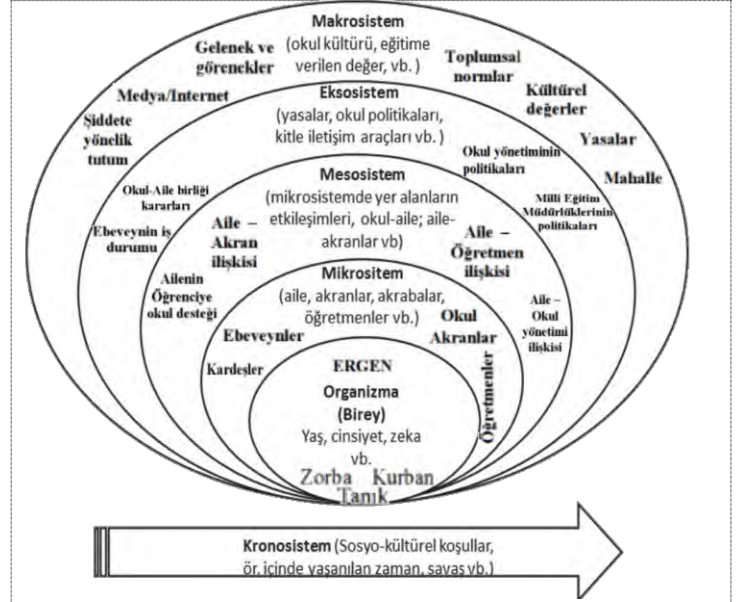 Makrosistem
(okul kültürü, eğitime
verilen değer, vb. )
Gelenek ve
görenekler
Toplumsal
normlar
Medya/Internet
Kültürel
değerler
Şiddete
yönelik
tutum
Yasalar
Mahalle
Eksosistem
(yasalar, okul politikaları,
kitle iletişim araçları vb. )
Okul yönetiminin
politikaları
Okul-Aile birliği
kararları
Milli Eğitim
Müdürlüklerinin
politikaları
Ebeveynin iş
durumu
Mesosistem
(mikrosistemde yer alanların
etkileşimleri, okul-aile; aile-
akranlar vb)
Aile –
Akran
ilişkisi
Aile –
Öğretmen
ilişkisi
Ailenin
Öğrenciye
okul desteği
Aile –
Okul
yönetimi
ilişkisi
Mikrositem
(aile, akranlar, akrabalar,
öğretmenler vb.)
Ebeveynler
Okul
Akranlar
Kardeşler
Öğretmenler
ERGEN
Organizma
(Birey)
Yaş, cinsiyet, zeka
vb.
Zorba Kurban
Tanık
Kronosistem (Sosyo-kültürel koşullar,
ör. içinde yaşanılan zaman, savaş vb.)